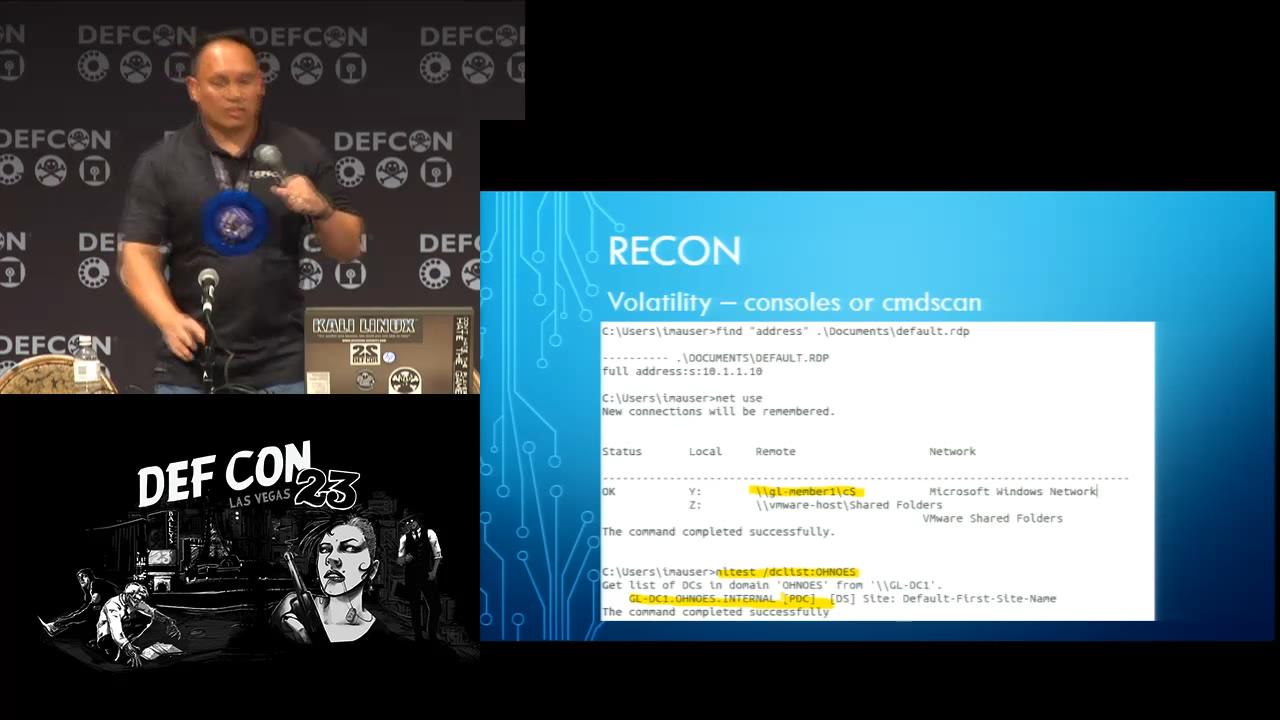 DEFCON
DEFCON
DEFCON
DEFCON
DEFCON
DEFCON
DEFCON
KALI LINUX
HATE THE GAME
DEF CON
LAS VEGAS
23
BALLYS
23
RECON
Volatility – consoles or cmdscan
C:\Users\imauser>find "address" .\Documents\default.rdp
---------- .\DOCUMENTS\DEFAULT.RDP
full address:s:10.1.1.10
C:\Users\imauser>net use
New connections will be remembered.
Status Local Remote Network
-------------------------------------------------------------------------------
OK Y: \\gl-member1\c$ Microsoft Windows Network
Z: \\vmware-host\Shared Folders
VMware Shared Folders
The command completed successfully.
C:\Users\imauser>nltest /dclist:OHNOES
Get list of DCs in domain 'OHNOES' from '\\GL-DC1'.
GL-DC1.OHNOES.INTERNAL [PDC] [DS] Site: Default-First-Site-Name
The command completed successfully